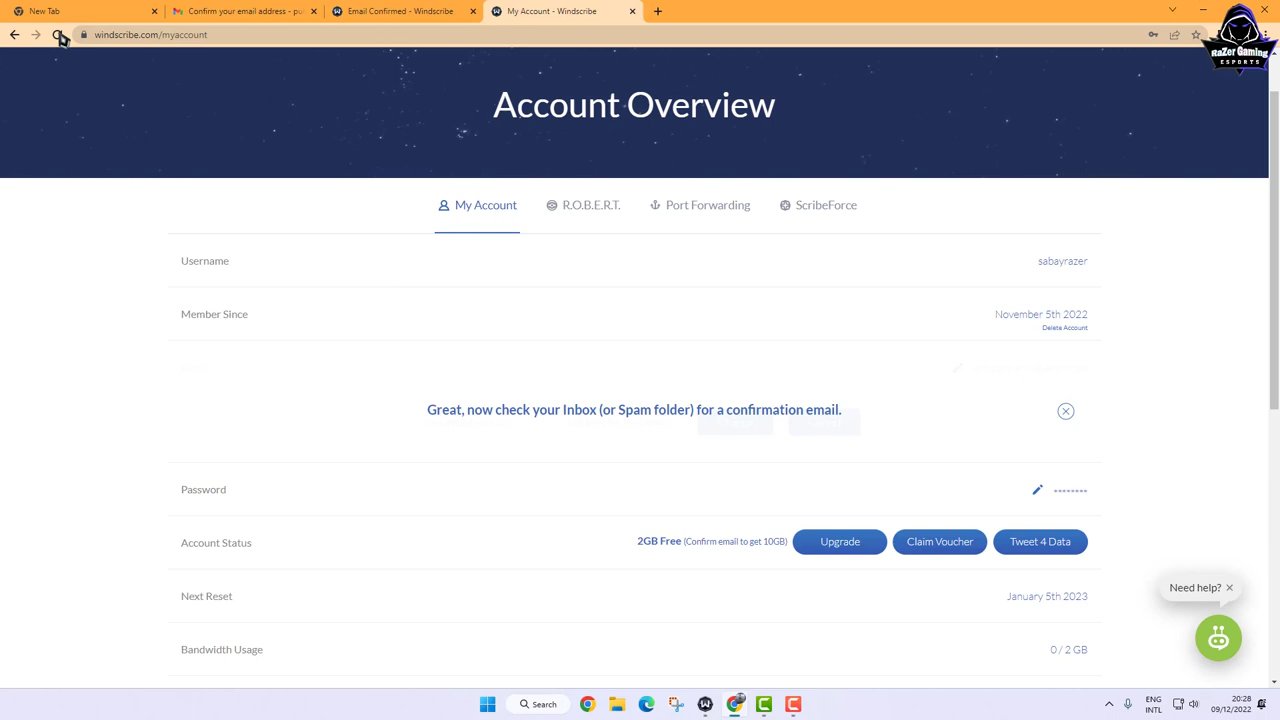 New Tab
Confirm your email address - pu
Email Confirmed - Windscribe
My Account - Windscribe
windscribe.com/myaccount
RaZer Gaming
ESPORTS
Account Overview
My Account
R.O.B.E.R.T.
Port Forwarding
ScribeForce
Username
sabayrazer
Member Since
November 5th 2022
Delete Account
Great, now check your Inbox (or Spam folder) for a confirmation email.
Password
********
Account Status
2GB Free (Confirm email to get 10GB)
Upgrade
Claim Voucher
Tweet 4 Data
Need help?
Next Reset
January 5th 2023
Bandwidth Usage
0 / 2 GB
Search
ENG
INTL
20:28
09/12/2022